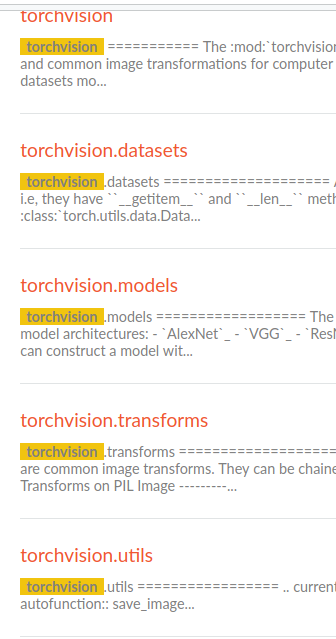 torchvision
torchvision =========== The :mod:`torchvision
and common image transformations for computer
datasets mo...
torchvision.datasets
torchvision .datasets ====================
i.e, they have ``__getitem__`` and ``__len__``
:class:`torch.utils.data.Data...
torchvision.models
torchvision .models ================== The
model architectures: - `AlexNet`_ - `VGG`_ - `
can construct a model wit...
torchvision.transforms
torchvision .transforms ===================
are common image transforms. They can be
Transforms on PIL Image ---------...
torchvision.utils
torchvision .utils ================= .. current
autofunction:: save_image...